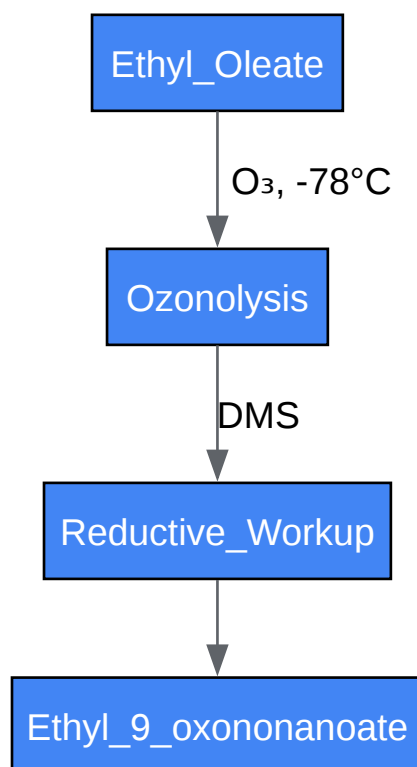 Ethyl_Oleate
O₃, -78°C
Ozonolysis
DMS
Reductive_Workup
Ethyl_9_oxononanoate